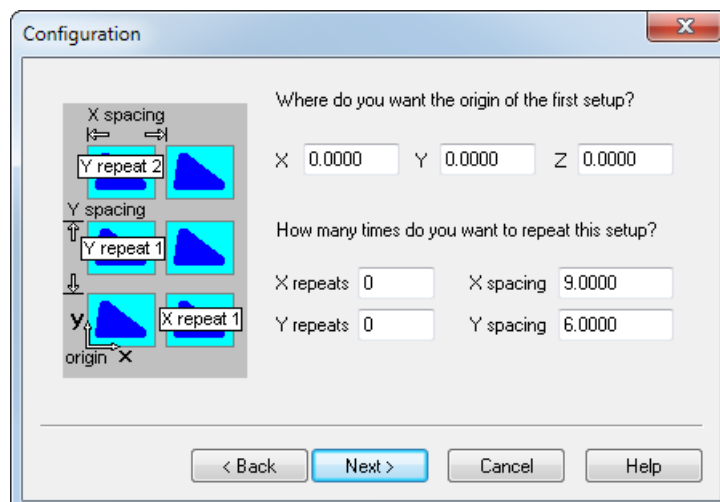 Configuration
X spacing
Y repeat 2
Y spacing
Y repeat 1
y
X repeat 1
origin X
Where do you want the origin of the first setup?
X 0.0000 Y 0.0000 Z 0.0000
How many times do you want to repeat this setup?
X repeats 0 X spacing 9.0000
Y repeats 0 Y spacing 6.0000
< Back Next > Cancel Help